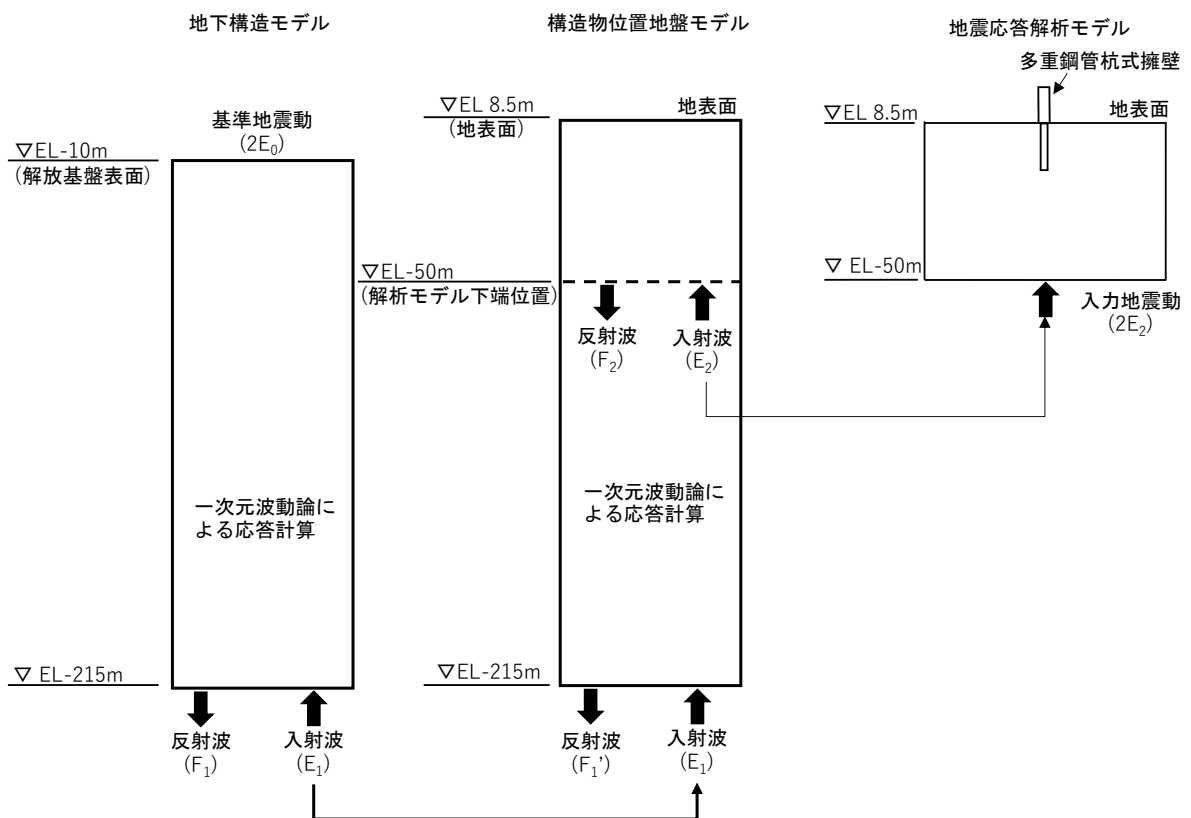 地下構造モデル
基準地震動
(2E₀)
▽EL-10m
(解放基盤表面)
一次元波動論に
よる応答計算
▽ EL-215m
反射波
(F₁)
入射波
(E₁)
構造物位置地盤モデル
▽EL 8.5m
(地表面)
地表面
▽EL-50m
(解析モデル下端位置)
反射波
(F₂)
入射波
(E₂)
一次元波動論に
よる応答計算
▽EL-215m
反射波
(F₁')
入射波
(E₁)
地震応答解析モデル
多重鋼管杭式擁壁
▽EL 8.5m
地表面
▽ EL-50m
入力地震動
(2E₂)